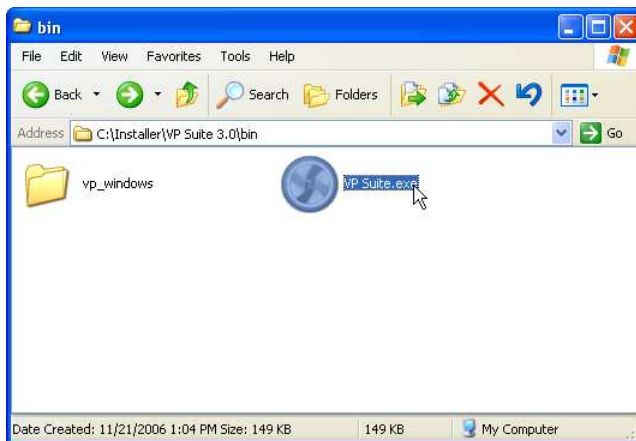 bin
File Edit View Favorites Tools Help
Back Search Folders
Address C:\Installer\VP Suite 3.0\bin Go
vp_windows VP Suite.exe
Date Created: 11/21/2006 1:04 PM Size: 149 KB 149 KB My Computer